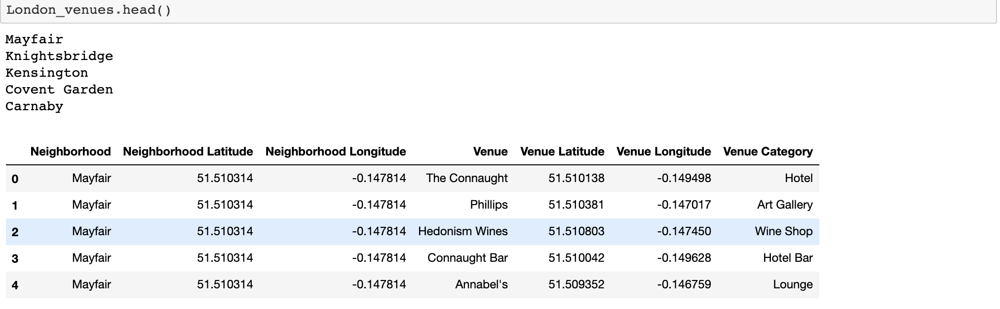 London_venues.head()
Mayfair
Knightsbridge
Kensington
Covent Garden
Carnaby
Neighborhood Neighborhood Latitude Neighborhood Longitude Venue Venue Latitude Venue Longitude Venue Category
0 Mayfair 51.510314 -0.147814 The Connaught 51.510138 -0.149498 Hotel
1 Mayfair 51.510314 -0.147814 Phillips 51.510381 -0.147017 Art Gallery
2 Mayfair 51.510314 -0.147814 Hedonism Wines 51.510803 -0.147450 Wine Shop
3 Mayfair 51.510314 -0.147814 Connaught Bar 51.510042 -0.149628 Hotel Bar
4 Mayfair 51.510314 -0.147814 Annabel's 51.509352 -0.146759 Lounge